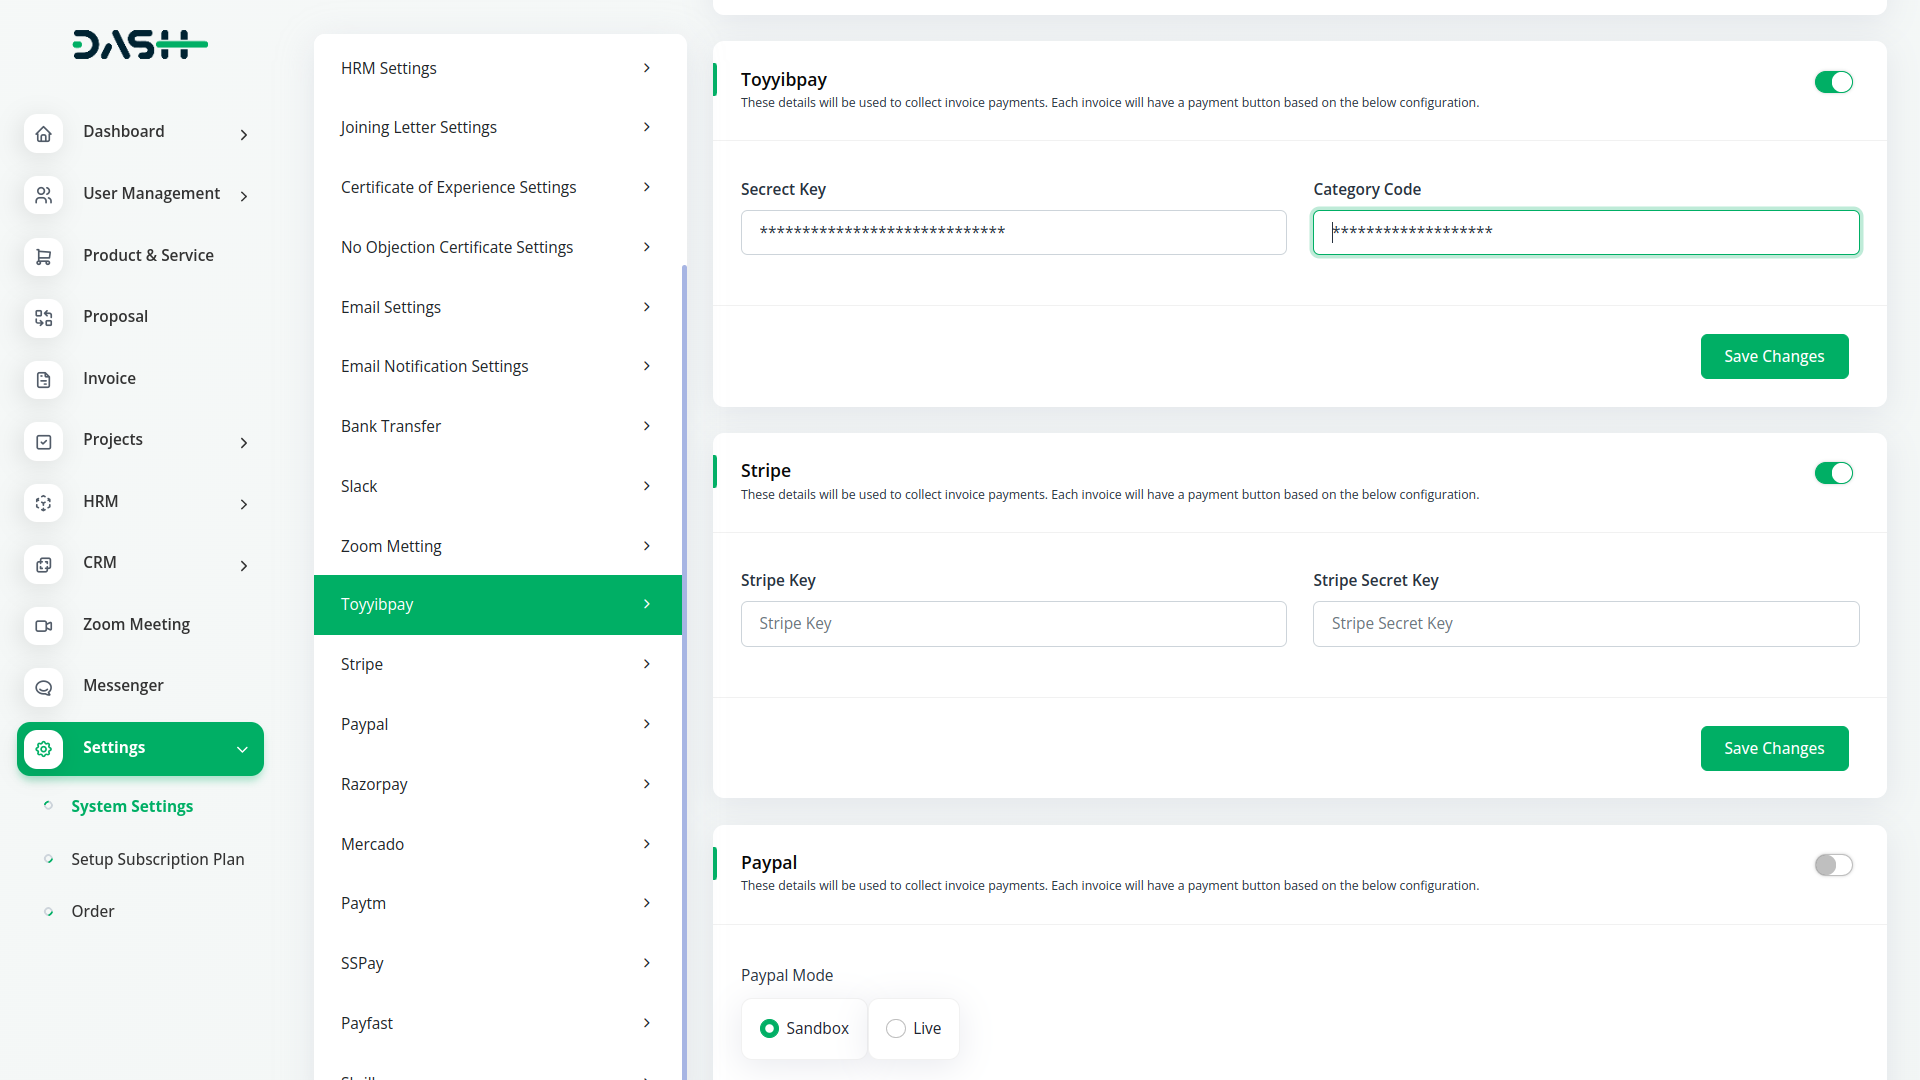 DASH
Dashboard
User Management
Product & Service
Proposal
Invoice
Projects
HRM
CRM
Zoom Meeting
Messenger
Settings
System Settings
Setup Subscription Plan
Order
HRM Settings
Joining Letter Settings
Certificate of Experience Settings
No Objection Certificate Settings
Email Settings
Email Notification Settings
Bank Transfer
Slack
Zoom Metting
Toyyibpay
Stripe
Paypal
Razorpay
Mercado
Paytm
SSPay
Payfast
Toyyibpay
These details will be used to collect invoice payments. Each invoice will have a payment button based on the below configuration.
Secrect Key
Category Code
*****************************
*******************
Save Changes
Stripe
These details will be used to collect invoice payments. Each invoice will have a payment button based on the below configuration.
Stripe Key
Stripe Secret Key
Stripe Key
Stripe Secret Key
Save Changes
Paypal
These details will be used to collect invoice payments. Each invoice will have a payment button based on the below configuration.
Paypal Mode
Sandbox
Live